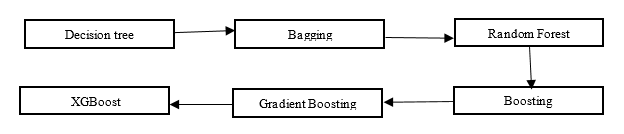 Decision tree
Bagging
Random Forest
Boosting
Gradient Boosting
XGBoost